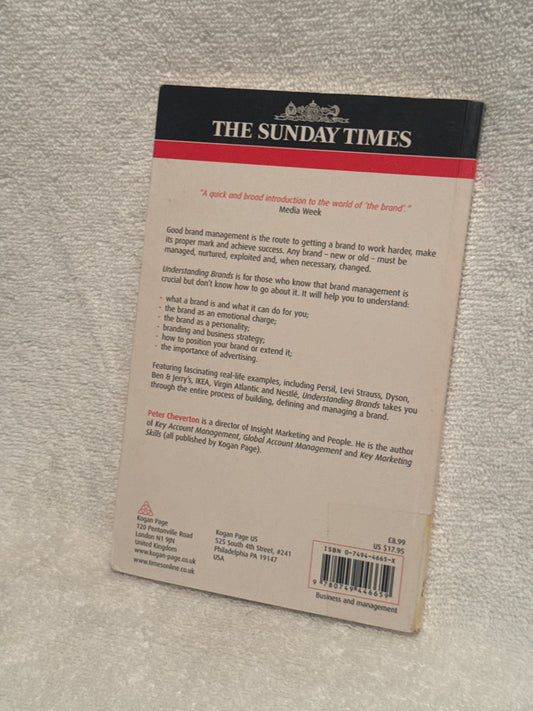 THE SUNDAY TIMES
"A quick and broad introduction to the world of 'the brand'."
Media Week
Good brand management is the route to getting a brand to work harder, make
its proper mark and achieve success. Any brand – new or old – must be
managed, nurtured, exploited and, when necessary, changed.
Understanding Brands is for those who know that brand management is
crucial but don't know how to go about it. It will help you to understand:
- what a brand is and what it can do for you;
- the brand as an emotional charge;
- the brand as a personality;
- branding and business strategy;
- how to position your brand or extend it;
- the importance of advertising.
Featuring fascinating real-life examples, including Persil, Levi Strauss, Dyson,
Ben & Jerry's, IKEA, Virgin Atlantic and Nestlé, Understanding Brands takes you
through the entire process of building, defining and managing a brand.
Peter Cheverton is a director of Insight Marketing and People. He is the author
of Key Account Management, Global Account Management and Key Marketing
Skills (all published by Kogan Page).
Kogan Page
120 Pentonville Road
London N1 9JN
United Kingdom
www.kogan-page.co.uk
www.timesonline.co.uk
Kogan Page US
525 South 4th Street, #241
Philadelphia PA 19147
USA
£8.99
US $17.95
ISBN 0-7494-4665-X
9 780749 446659
Business and management